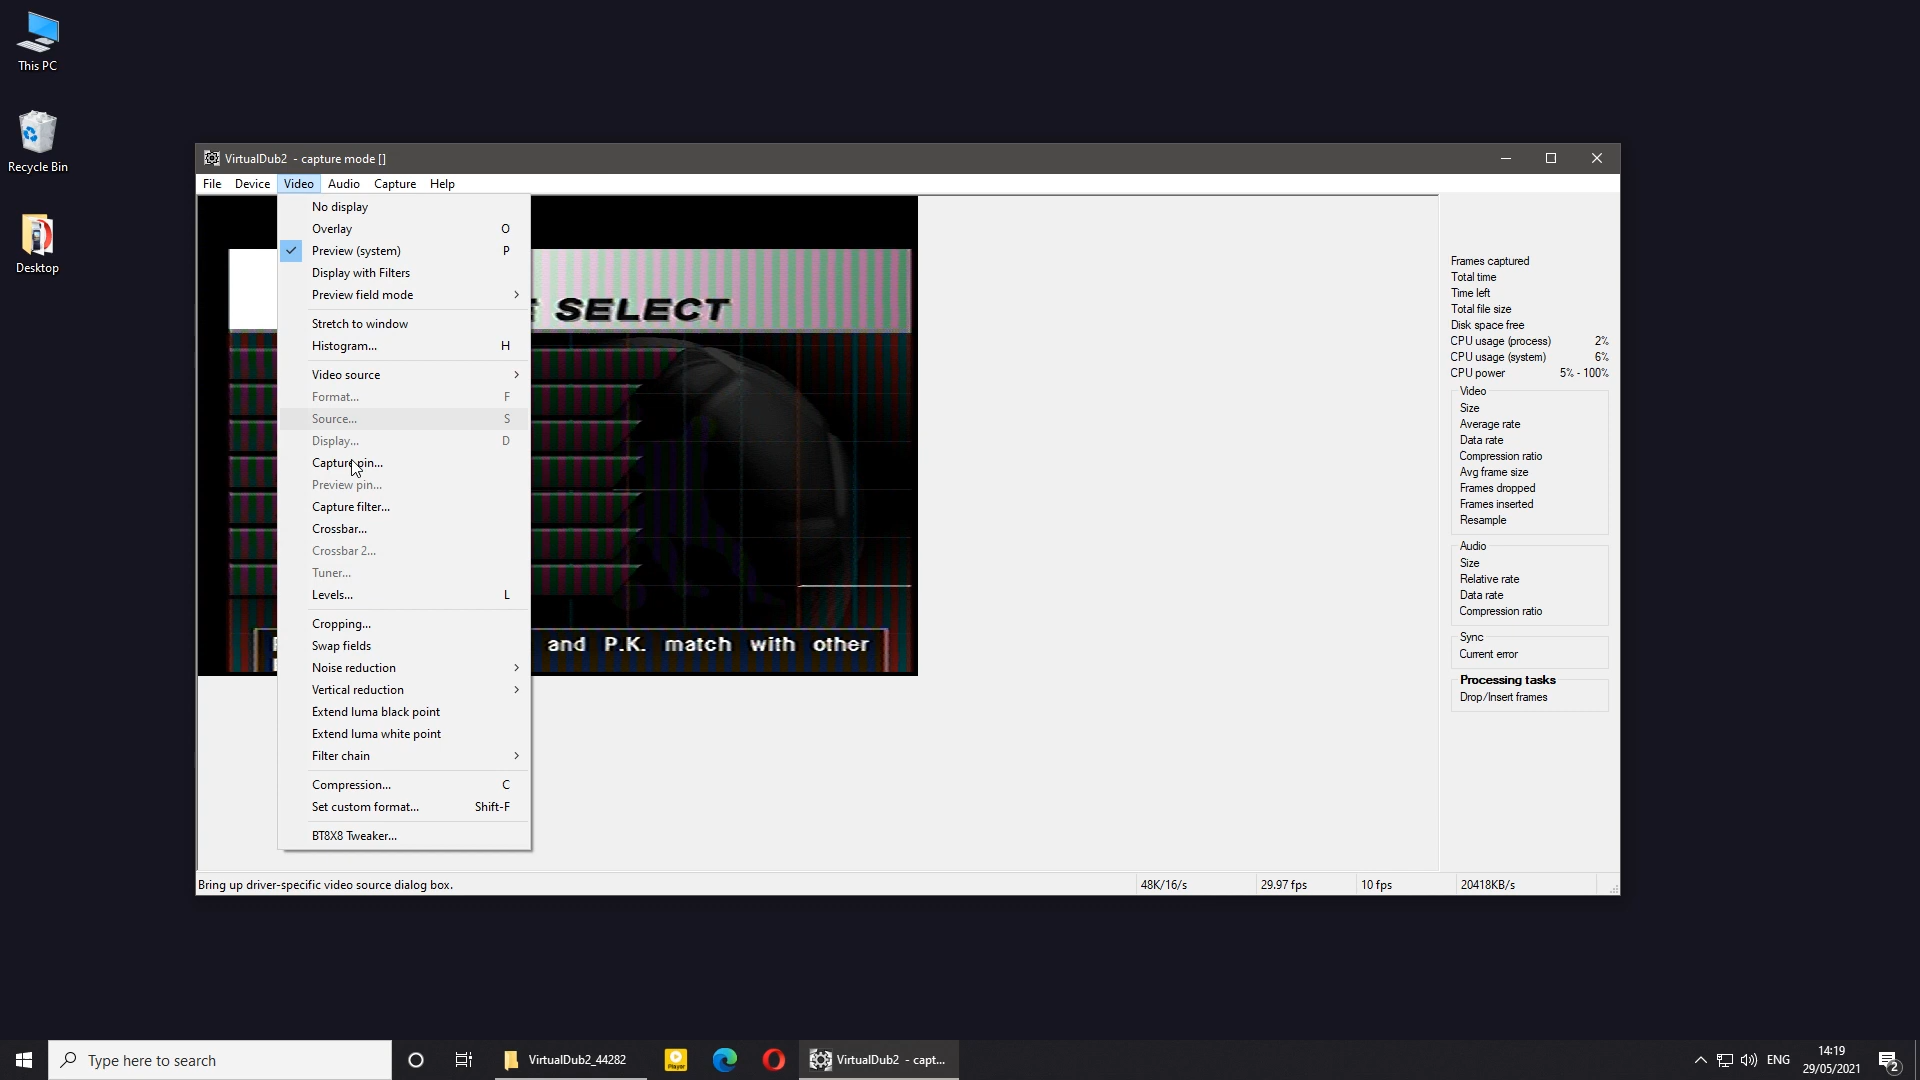 This PC
Recycle Bin
Desktop
VirtualDub2 - capture mode []
File Device Video Audio Capture Help
No display
Overlay O
Preview (system) P
Display with Filters
Preview field mode
Stretch to window
Histogram... H
Video source
Format... F
Source... S
Display... D
Capture pin...
Preview pin...
Capture filter...
Crossbar...
Crossbar 2...
Tuner...
Levels... L
Cropping...
Swap fields
Noise reduction
Vertical reduction
Extend luma black point
Extend luma white point
Filter chain
Compression... C
Set custom format... Shift-F
BT8X8 Tweaker...
SELECT
and P.K. match with other
Frames captured
Total time
Time left
Total file size
Disk space free
CPU usage (process) 2%
CPU usage (system) 6%
CPU power 5% - 100%
Video
Size
Average rate
Data rate
Compression ratio
Avg frame size
Frames dropped
Frames inserted
Resample
Audio
Size
Relative rate
Data rate
Compression ratio
Sync
Current error
Processing tasks
Drop/Insert frames
Bring up driver-specific video source dialog box. 48K/16/s 29.97 fps 10 fps 20418KB/s
Type here to search
VirtualDub2_44282
Player
VirtualDub2 - capt...
ENG
14:19
29/05/2021
2